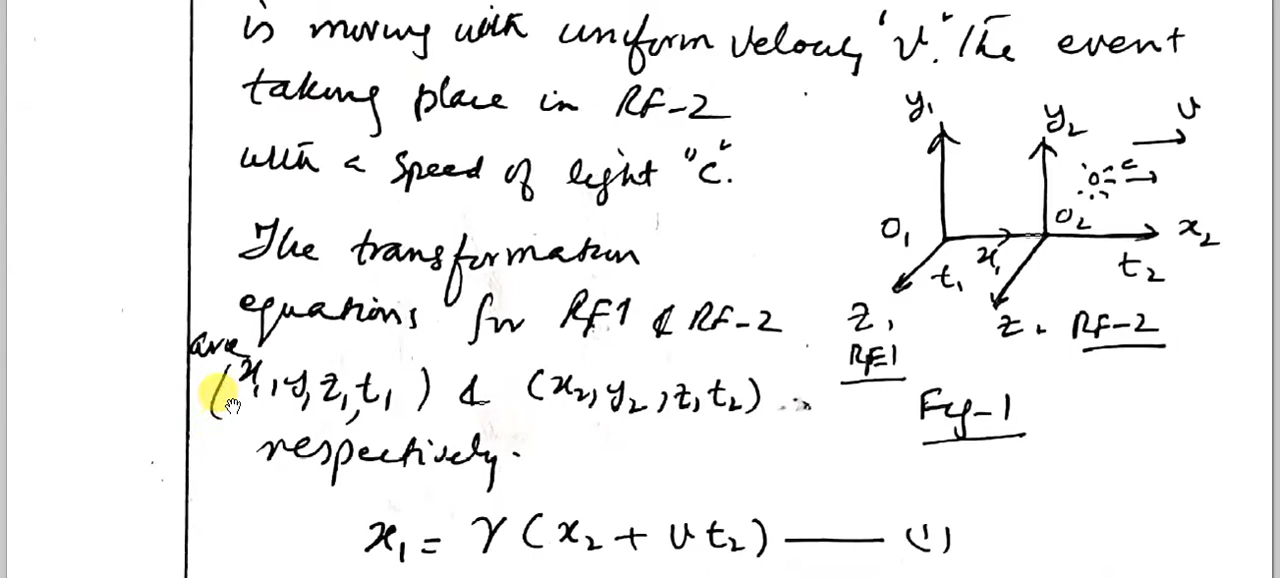 is moving with uniform velocity "v". The event
taking place in RF-2
with a speed of light "c".
The transformation
equations for RF1 & RF-2
are
(x1, y, z1, t1) & (x2, y2, z, t2)
respectively.
x1 = γ (x2 + v t2) —— (1)
y1
y2
v
c
O1
O2
x1
x2
t1
t2
z1
z
RF-2
RF1
Fig-1